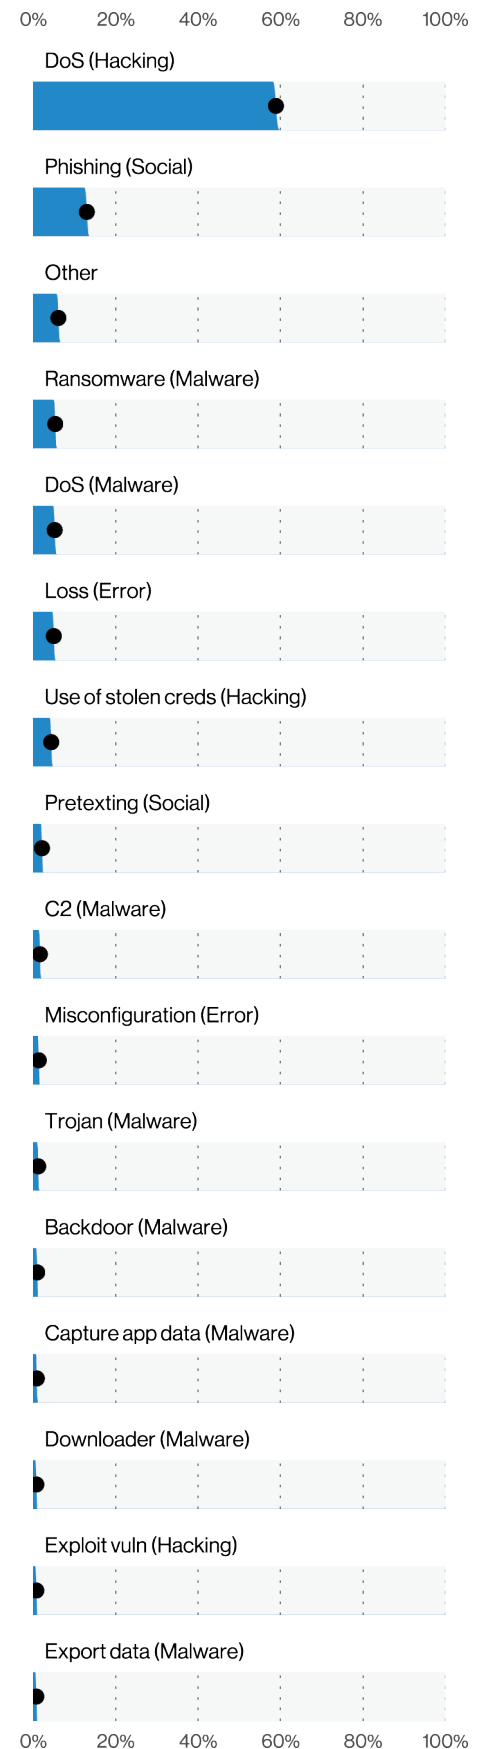 0% 20% 40% 60% 80% 100%
DoS (Hacking)
Phishing (Social)
Other
Ransomware (Malware)
DoS (Malware)
Loss (Error)
Use of stolen creds (Hacking)
Pretexting (Social)
C2 (Malware)
Misconfiguration (Error)
Trojan (Malware)
Backdoor (Malware)
Capture app data (Malware)
Downloader (Malware)
Exploit vuln (Hacking)
Export data (Malware)
0% 20% 40% 60% 80% 100%